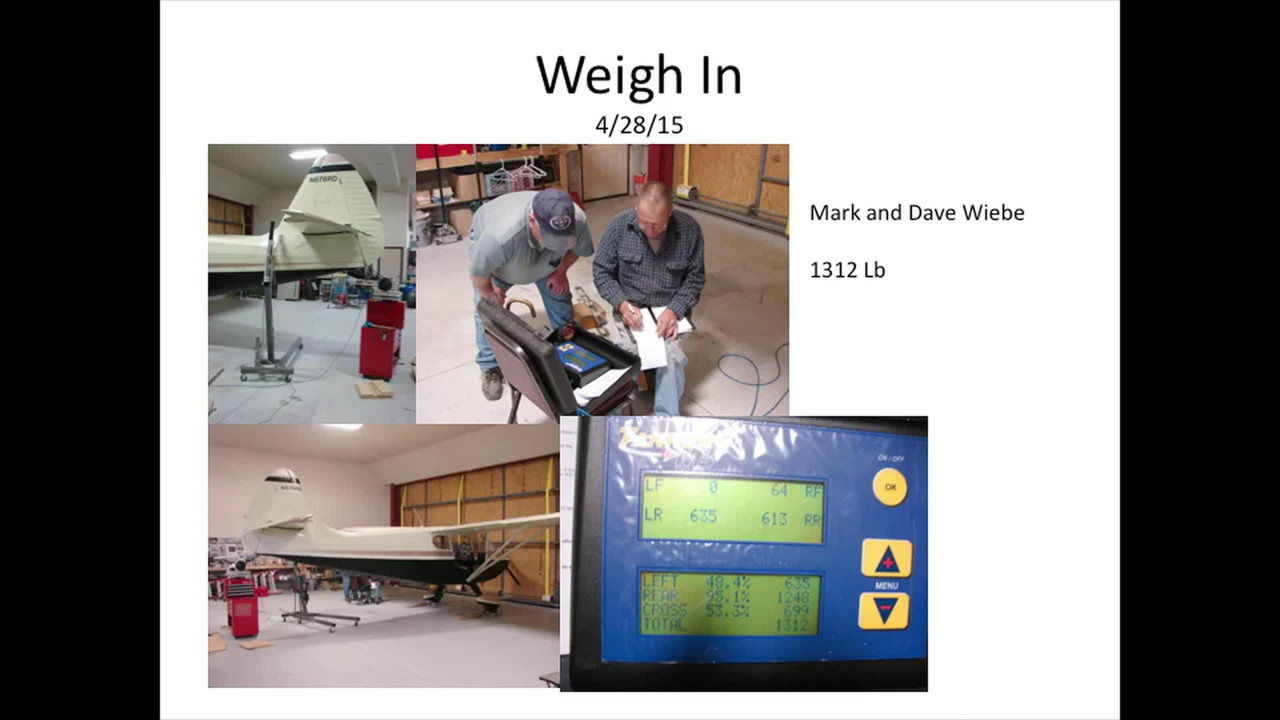 Weigh In
4/28/15
Mark and Dave Wiebe
1312 Lb
N678RD
ON / OFF
OK
LF 0 64 RF
LR 635 613 RR
MENU
LEFT 48.4% 635
REAR 95.1% 1248
CROSS 53.3% 699
TOTAL 1312